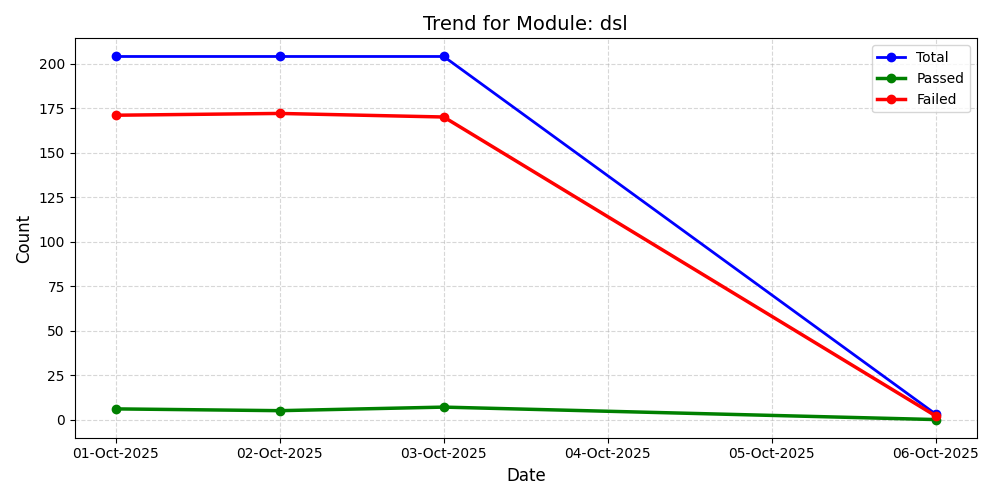 Trend for Module: dsl
Total
Passed
Failed
Count
200
175
150
125
100
75
50
25
0
01-Oct-2025 02-Oct-2025 03-Oct-2025 04-Oct-2025 05-Oct-2025 06-Oct-2025
Date